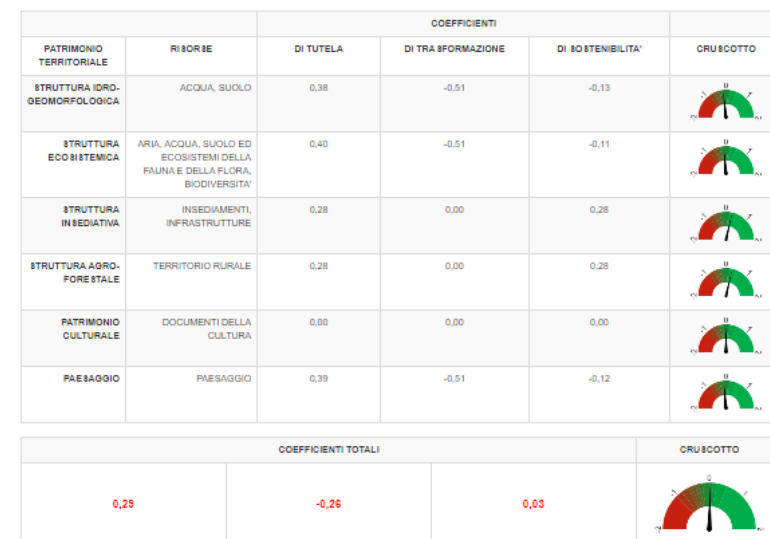 COEFFICIENTI
PATRIMONIO TERRITORIALE RISORSE DI TUTELA DI TRASFORMAZIONE DI SOSTENIBILITA' CRUSCOTTO
STRUTTURA IDRO-GEOMORFOLOGICA ACQUA, SUOLO 0,38 -0,51 -0,13
STRUTTURA ECOSISTEMICA ARIA, ACQUA, SUOLO ED ECOSISTEMI DELLA FAUNA E DELLA FLORA, BIODIVERSITA' 0,40 -0,51 -0,11
STRUTTURA INSEDIATIVA INSEDIAMENTI, INFRASTRUTTURE 0,28 0,00 0,28
STRUTTURA AGRO-FORESTALE TERRITORIO RURALE 0,28 0,00 0,28
PATRIMONIO CULTURALE DOCUMENTI DELLA CULTURA 0,00 0,00 0,00
PAESAGGIO PAESAGGIO 0,39 -0,51 -0,12
COEFFICIENTI TOTALI CRUSCOTTO
0,29 -0,26 0,03